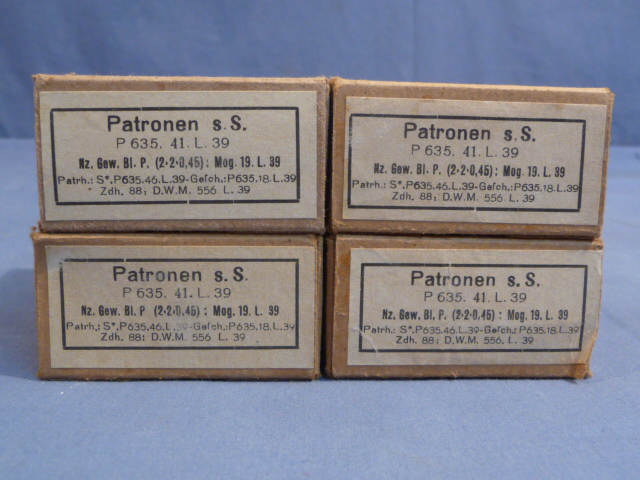 Patronen s. S.
P 635. 41. L. 39
Nz. Gew. Bl. P. (2·2·0,45): Mog. 19. L. 39
Patrh.: S*. P635.46.L.39-Geſch.:P635.18.L.39
Zdh. 88: D.W.M. 556 L. 39
Patronen s. S.
P 635. 41. L. 39
Nz. Gew. Bl. P. (2·2·0,45): Mog. 19. L. 39
Patrh.: S*. P635.46.L.39-Geſch.:P635.18.L.39
Zdh. 88: D.W.M. 556 L. 39
Patronen s. S.
P 635. 41. L. 39
Nz. Gew. Bl. P (2·2·0,45): Mog. 19. L. 39
Patrh.: S*. P635.46.L.39-Geſch.:P635.18.L.39
Zdh. 88: D.W.M. 556 L. 39
Patronen s. S.
P 635. 41. L. 39
Nz. Gew. Bl. P. (2·2·0,45): Mog. 19. L. 39
Patrh.: S*. P635.46.L.39-Geſch.: P635.18.L.39
Zdh. 88: D.W.M. 556. L. 39